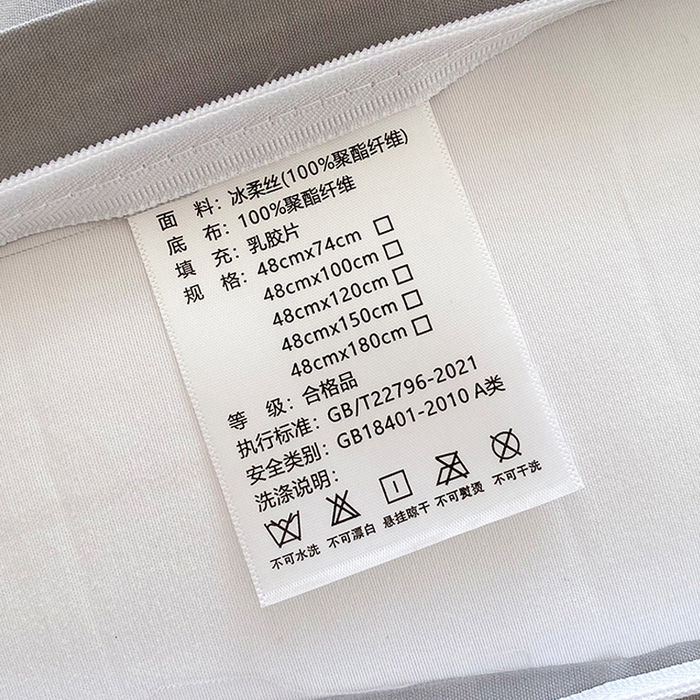 面 料：冰柔丝(100%聚酯纤维)
底 布：100%聚酯纤维
填 充：乳胶片
规 格：48cmx74cm □
48cmx100cm □
48cmx120cm □
48cmx150cm □
48cmx180cm □
等 级：合格品
执行标准：GB/T22796-2021
安全类别：GB18401-2010 A类
洗涤说明：
不可水洗 不可漂白 悬挂晾干 不可熨烫 不可干洗